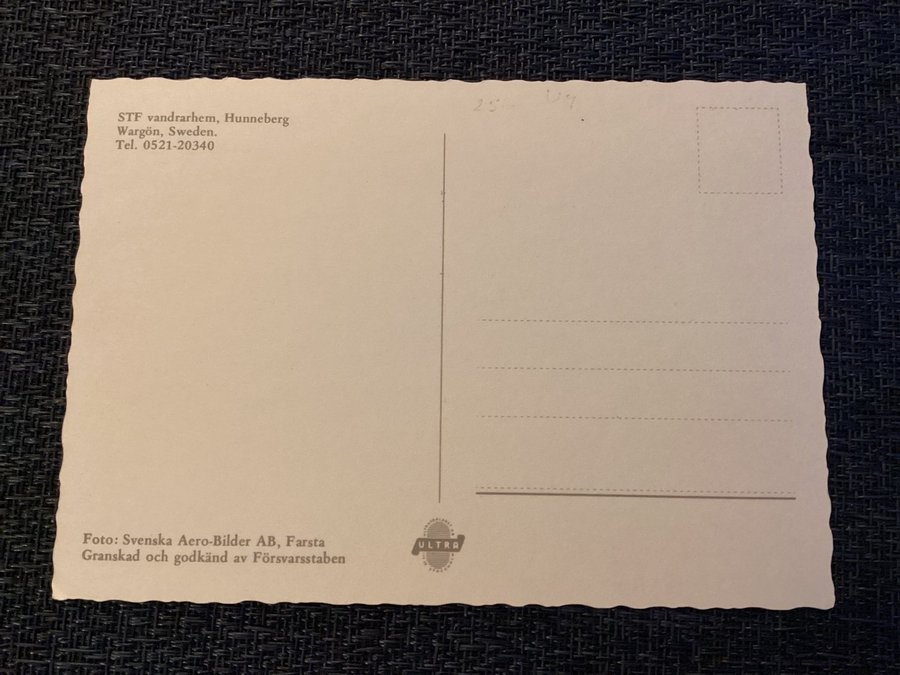 STF vandrarhem, Hunneberg
Wargön, Sweden.
Tel. 0521-20340
25-
Foto: Svenska Aero-Bilder AB, Farsta
Granskad och godkänd av Försvarsstaben
ULTRA